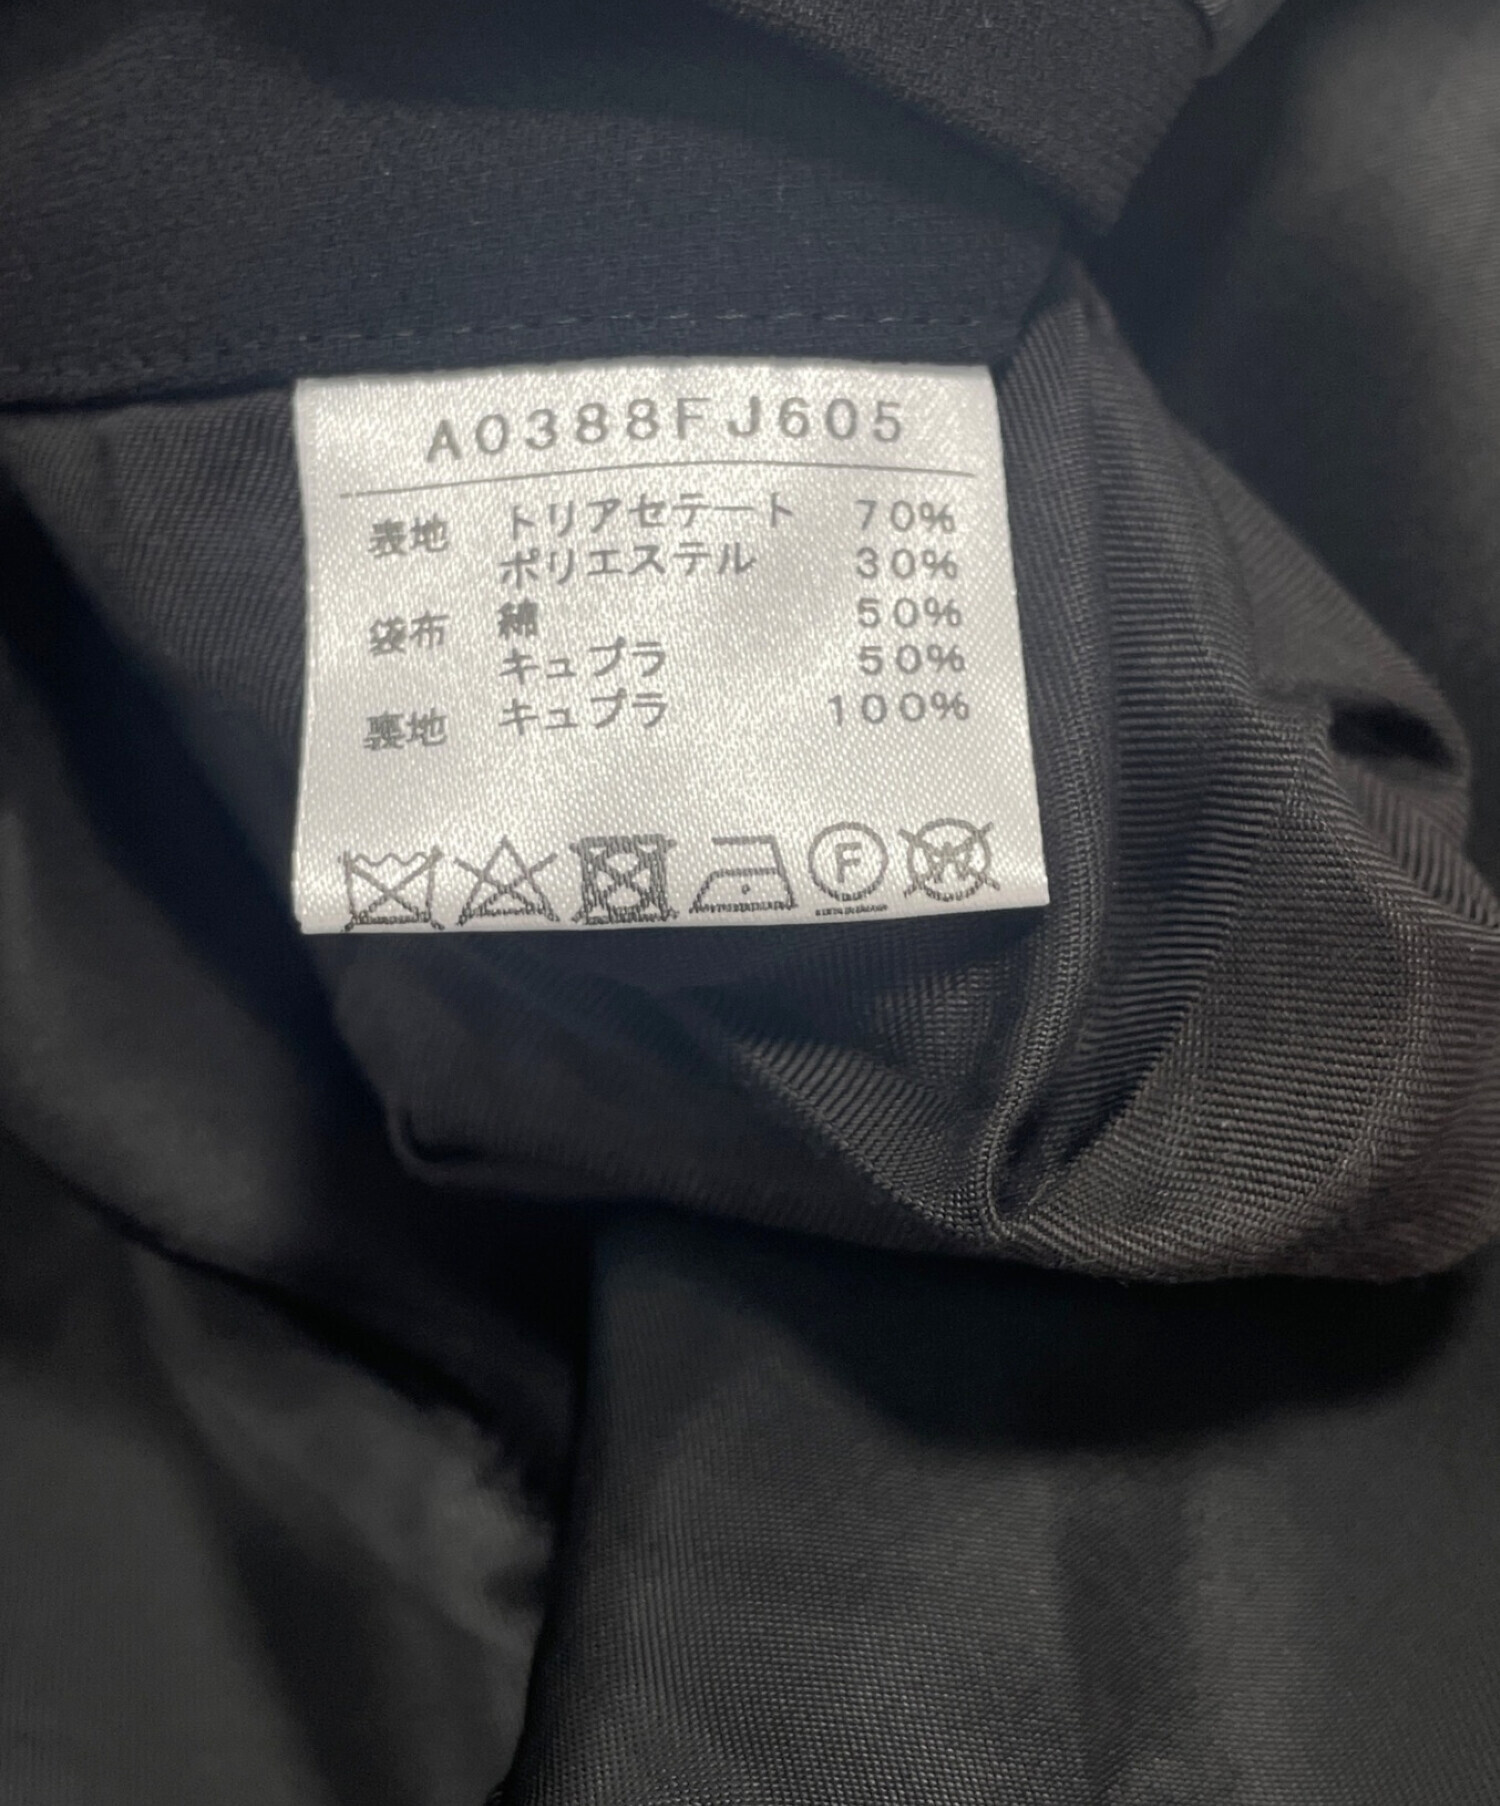 A0388FJ605
表地 トリアセテート 70%
ポリエステル 30%
袋布 綿 50%
キュプラ 50%
裏地 キュプラ 100%
F
W